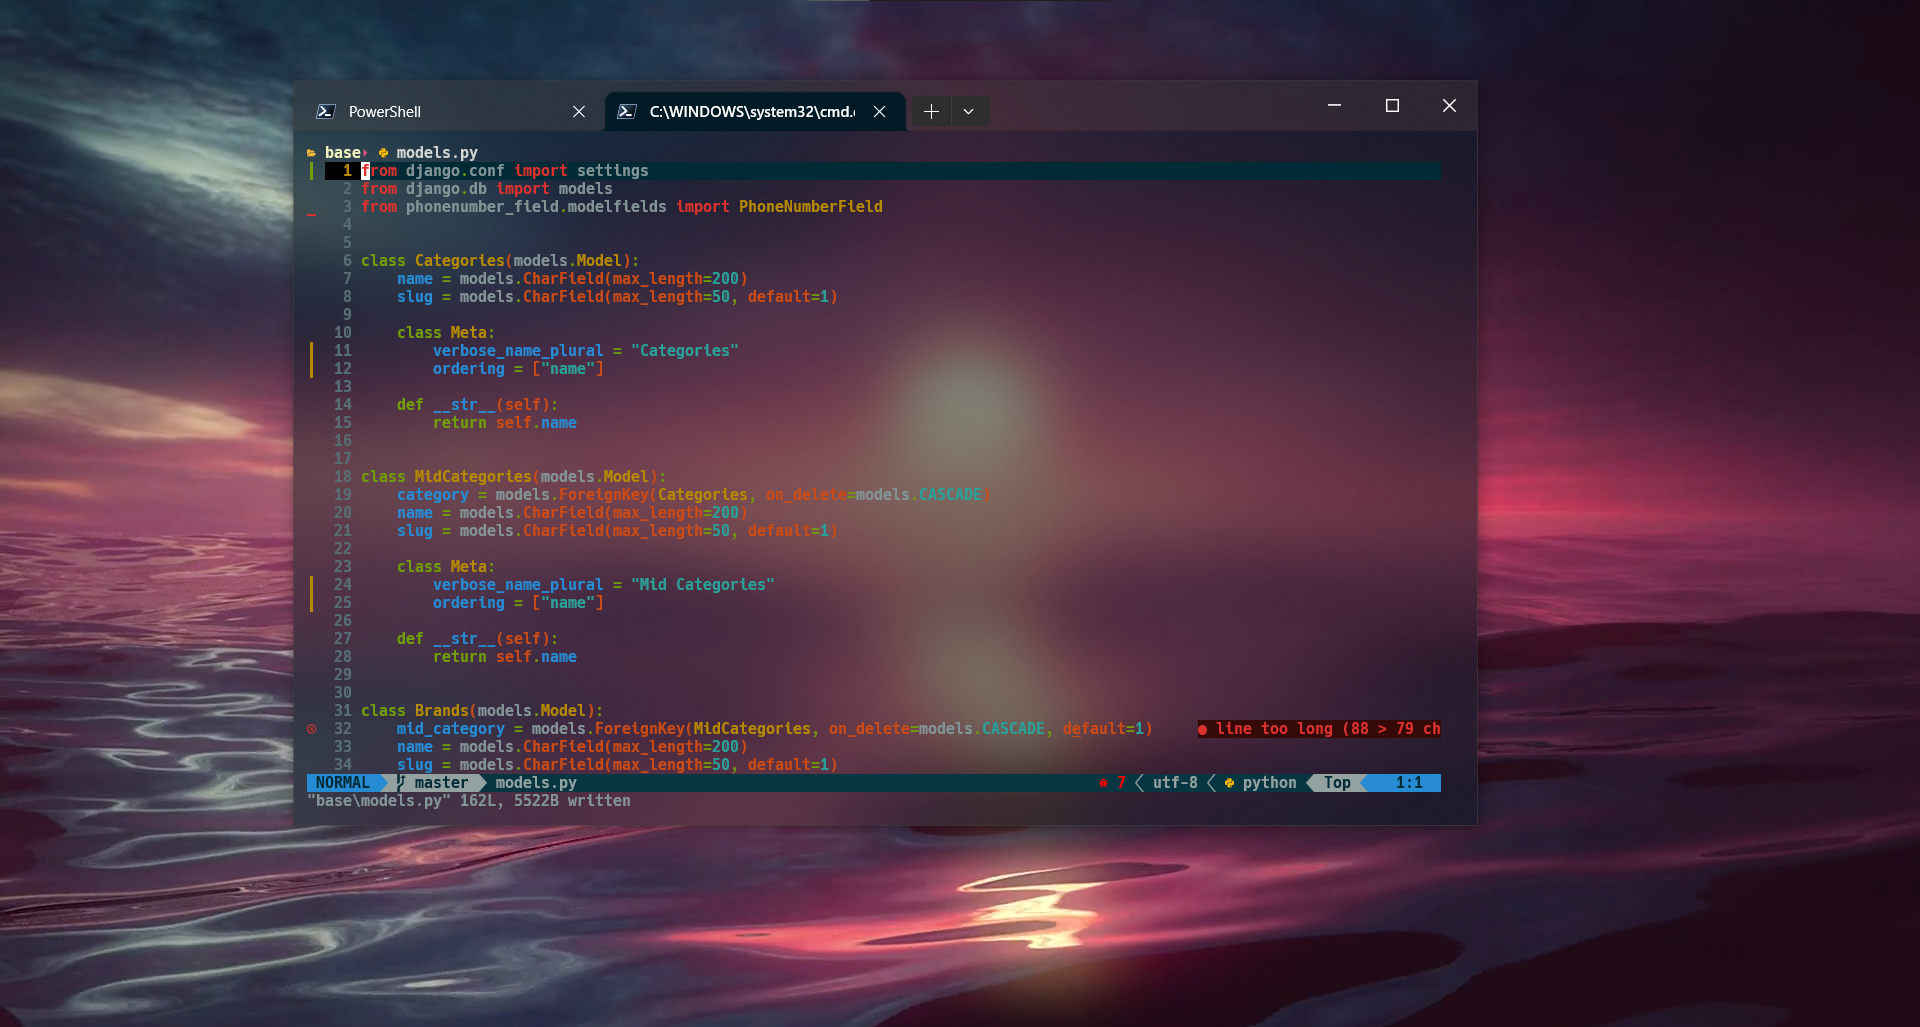 PowerShell
C:\WINDOWS\system32\cmd.
base models.py
1 from django.conf import settings
2 from django.db import models
3 from phonenumber_field.modelfields import PhoneNumberField
4
5
6 class Categories(models.Model):
7     name = models.CharField(max_length=200)
8     slug = models.CharField(max_length=50, default=1)
9
10     class Meta:
11         verbose_name_plural = "Categories"
12         ordering = ["name"]
13
14     def __str__(self):
15         return self.name
16
17
18 class MidCategories(models.Model):
19     category = models.ForeignKey(Categories, on_delete=models.CASCADE)
20     name = models.CharField(max_length=200)
21     slug = models.CharField(max_length=50, default=1)
22
23     class Meta:
24         verbose_name_plural = "Mid Categories"
25         ordering = ["name"]
26
27     def __str__(self):
28         return self.name
29
30
31 class Brands(models.Model):
32     mid_category = models.ForeignKey(MidCategories, on_delete=models.CASCADE, default=1) ● line too long (88 > 79 ch
33     name = models.CharField(max_length=200)
34     slug = models.CharField(max_length=50, default=1)
NORMAL master models.py 7 utf-8 python Top 1:1
"base\models.py" 162L, 5522B written